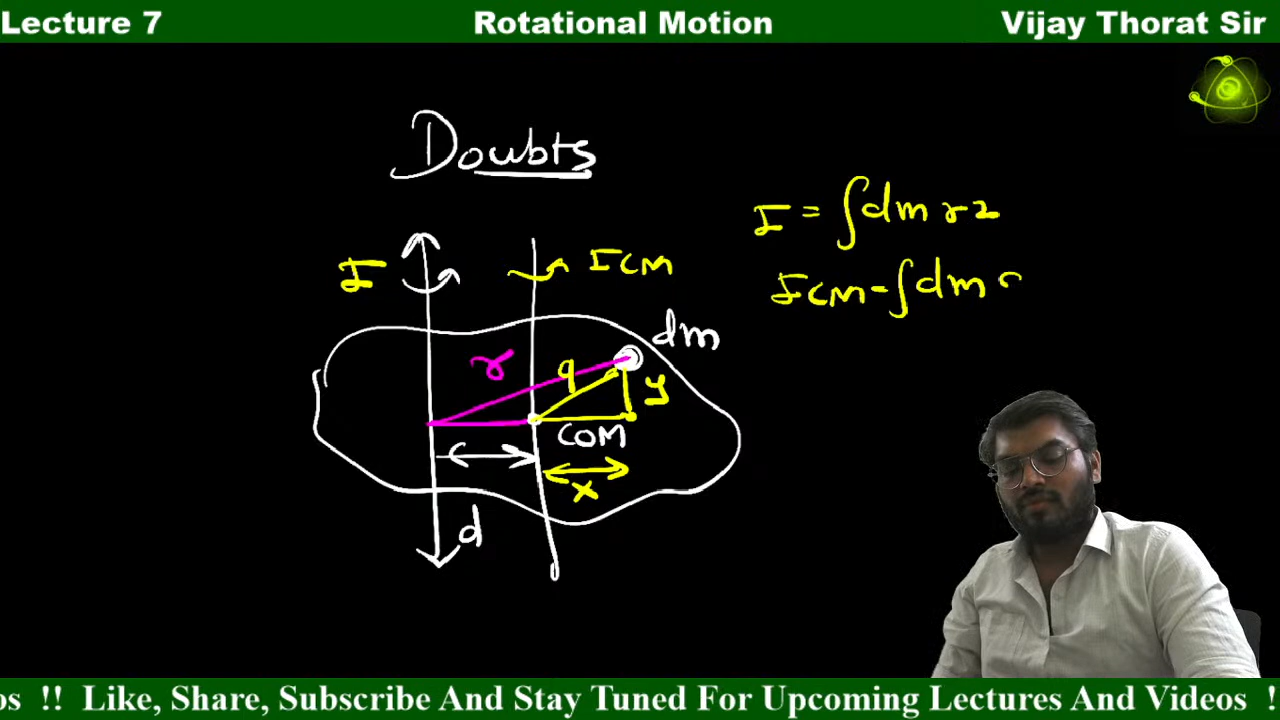 Lecture 7
Rotational Motion
Vijay Thorat Sir
Doubts
I = ∫dm r2
I
ICM
ICM = ∫dm
dm
r
q
y
COM
x
d
os !! Like, Share, Subscribe And Stay Tuned For Upcoming Lectures And Videos !